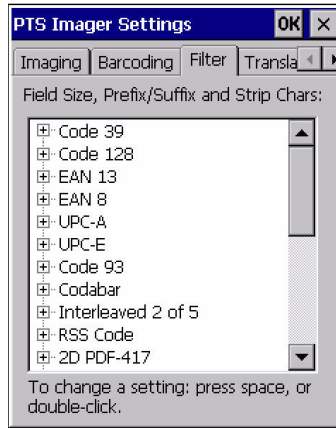 PTS Imager Settings OK ×
Imaging Barcoding Filter Transla
Field Size, Prefix/Suffix and Strip Chars:
Code 39
Code 128
EAN 13
EAN 8
UPC-A
UPC-E
Code 93
Codabar
Interleaved 2 of 5
RSS Code
2D PDF-417
To change a setting: press space, or
double-click.